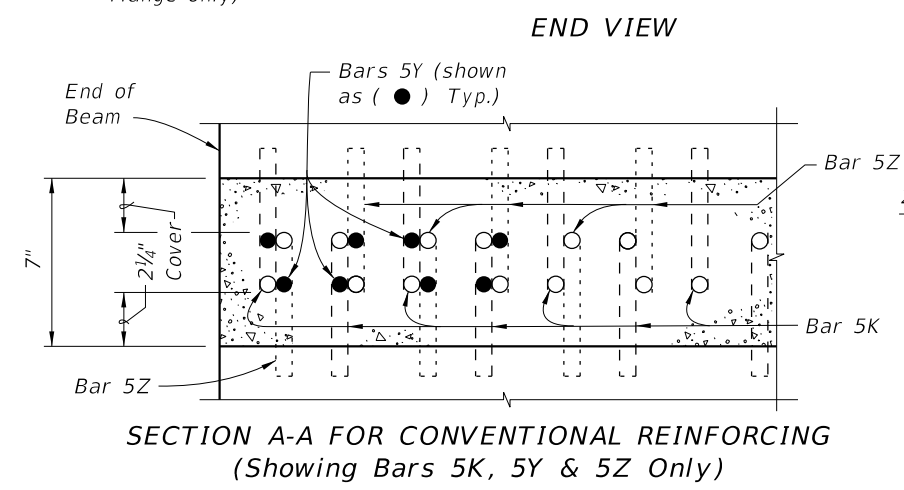 Flange only)
END VIEW
Bars 5Y (shown
as ( ● ) Typ.)
End of
Beam
Bar 5Z
7"
2¼"
Cover
Bar 5K
Bar 5Z
SECTION A-A FOR CONVENTIONAL REINFORCING
(Showing Bars 5K, 5Y & 5Z Only)